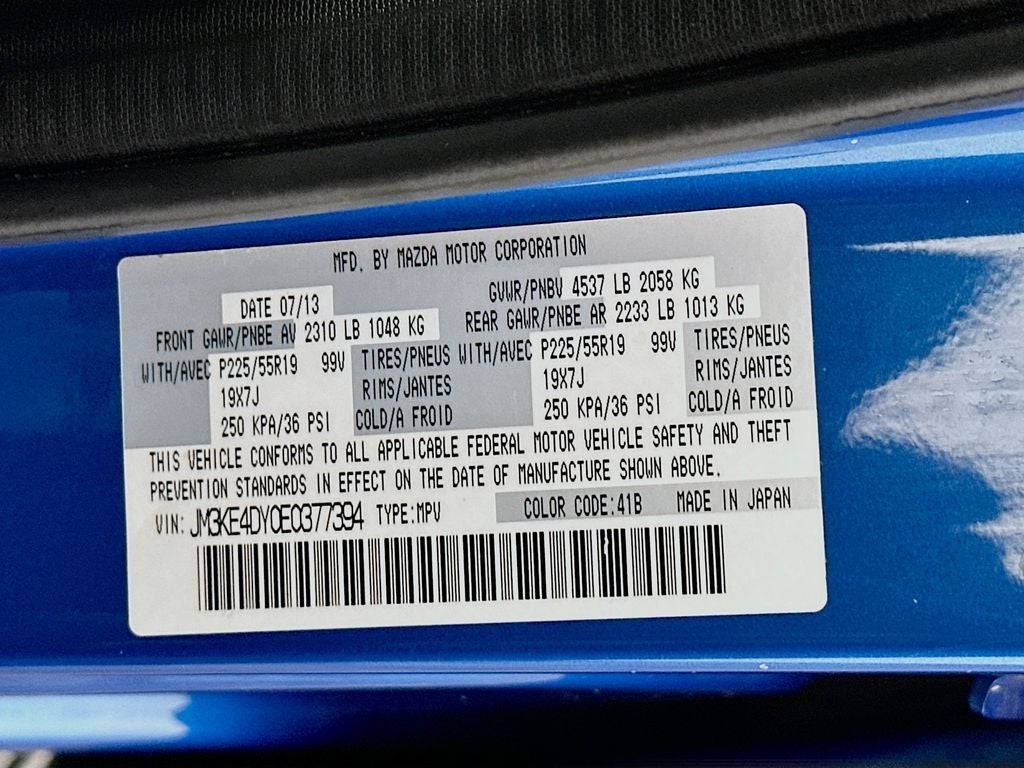 MFD. BY MAZDA MOTOR CORPORATION
DATE 07/13 GVWR/PNBV 4537 LB 2058 KG
FRONT GAWR/PNBE AV 2310 LB 1048 KG REAR GAWR/PNBE AR 2233 LB 1013 KG
WITH/AVEC P225/55R19 99V TIRES/PNEUS WITH/AVEC P225/55R19 99V TIRES/PNEUS
19X7J RIMS/JANTES 19X7J RIMS/JANTES
250 KPA/36 PSI COLD/A FROID 250 KPA/36 PSI COLD/A FROID
THIS VEHICLE CONFORMS TO ALL APPLICABLE FEDERAL MOTOR VEHICLE SAFETY AND THEFT
PREVENTION STANDARDS IN EFFECT ON THE DATE OF MANUFACTURE SHOWN ABOVE.
VIN: JM3KE4DY0E0377394 TYPE:MPV COLOR CODE:41B MADE IN JAPAN